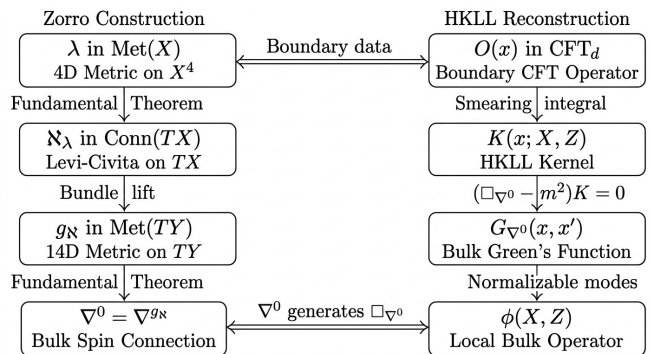 Zorro Construction
HKLL Reconstruction
λ in Met(X)
4D Metric on X⁴
Boundary data
O(x) in CFT_d
Boundary CFT Operator
Fundamental Theorem
Smearing integral
ℵ_λ in Conn(TX)
Levi-Civita on TX
K(x; X, Z)
HKLL Kernel
Bundle lift
(□_{∇⁰} − m²)K = 0
g_ℵ in Met(TY)
14D Metric on TY
G_{∇⁰}(x, x′)
Bulk Green's Function
Fundamental Theorem
Normalizable modes
∇⁰ = ∇^{g_ℵ}
Bulk Spin Connection
∇⁰ generates □_{∇⁰}
ϕ(X, Z)
Local Bulk Operator